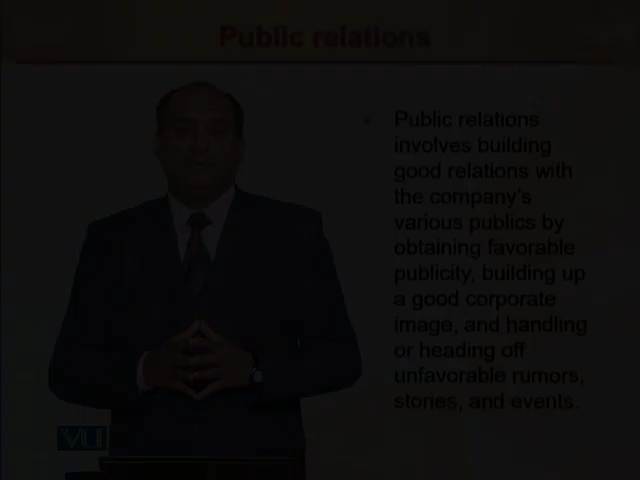 Public relations
Public relations
involves building
good relations with
the company's
various publics by
obtaining favorable
publicity, building up
a good corporate
image, and handling
or heading off
unfavorable rumors,
stories, and events.
VU